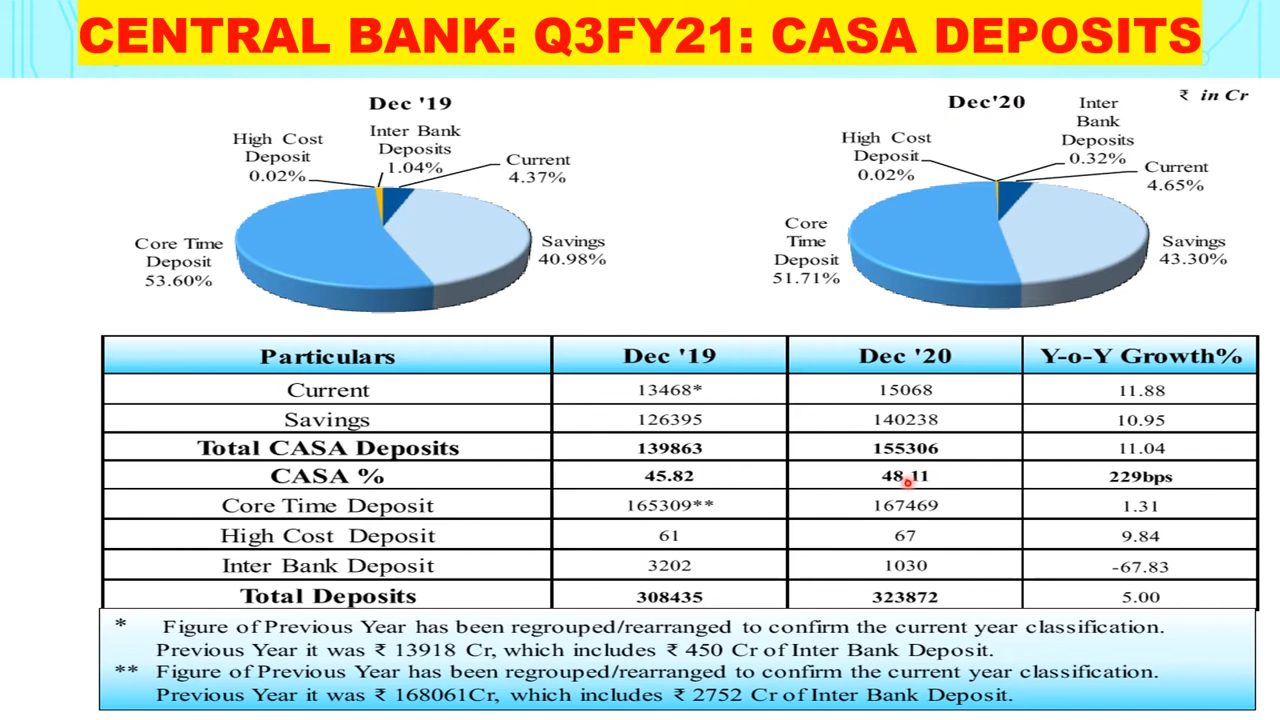 CENTRAL BANK: Q3FY21: CASA DEPOSITS
Dec '19
High Cost
Deposit
0.02%
Inter Bank
Deposits
1.04%
Current
4.37%
Core Time
Deposit
53.60%
Savings
40.98%
Dec'20
₹ in Cr
High Cost
Deposit
0.02%
Inter
Bank
Deposits
0.32%
Current
4.65%
Core
Time
Deposit
51.71%
Savings
43.30%
Particulars Dec '19 Dec '20 Y-o-Y Growth%
Current 13468* 15068 11.88
Savings 126395 140238 10.95
Total CASA Deposits 139863 155306 11.04
CASA % 45.82 48.11 229bps
Core Time Deposit 165309** 167469 1.31
High Cost Deposit 61 67 9.84
Inter Bank Deposit 3202 1030 -67.83
Total Deposits 308435 323872 5.00
* Figure of Previous Year has been regrouped/rearranged to confirm the current year classification.
Previous Year it was ₹ 13918 Cr, which includes ₹ 450 Cr of Inter Bank Deposit.
** Figure of Previous Year has been regrouped/rearranged to confirm the current year classification.
Previous Year it was ₹ 168061Cr, which includes ₹ 2752 Cr of Inter Bank Deposit.